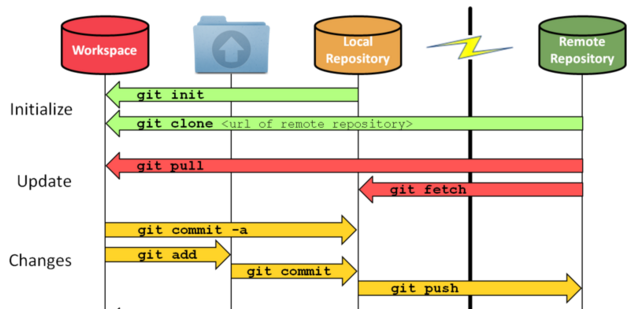 Workspace
Local
Repository
Remote
Repository
Initialize
git init
git clone <url of remote repository>
Update
git pull
git fetch
Changes
git commit -a
git add
git commit
git push